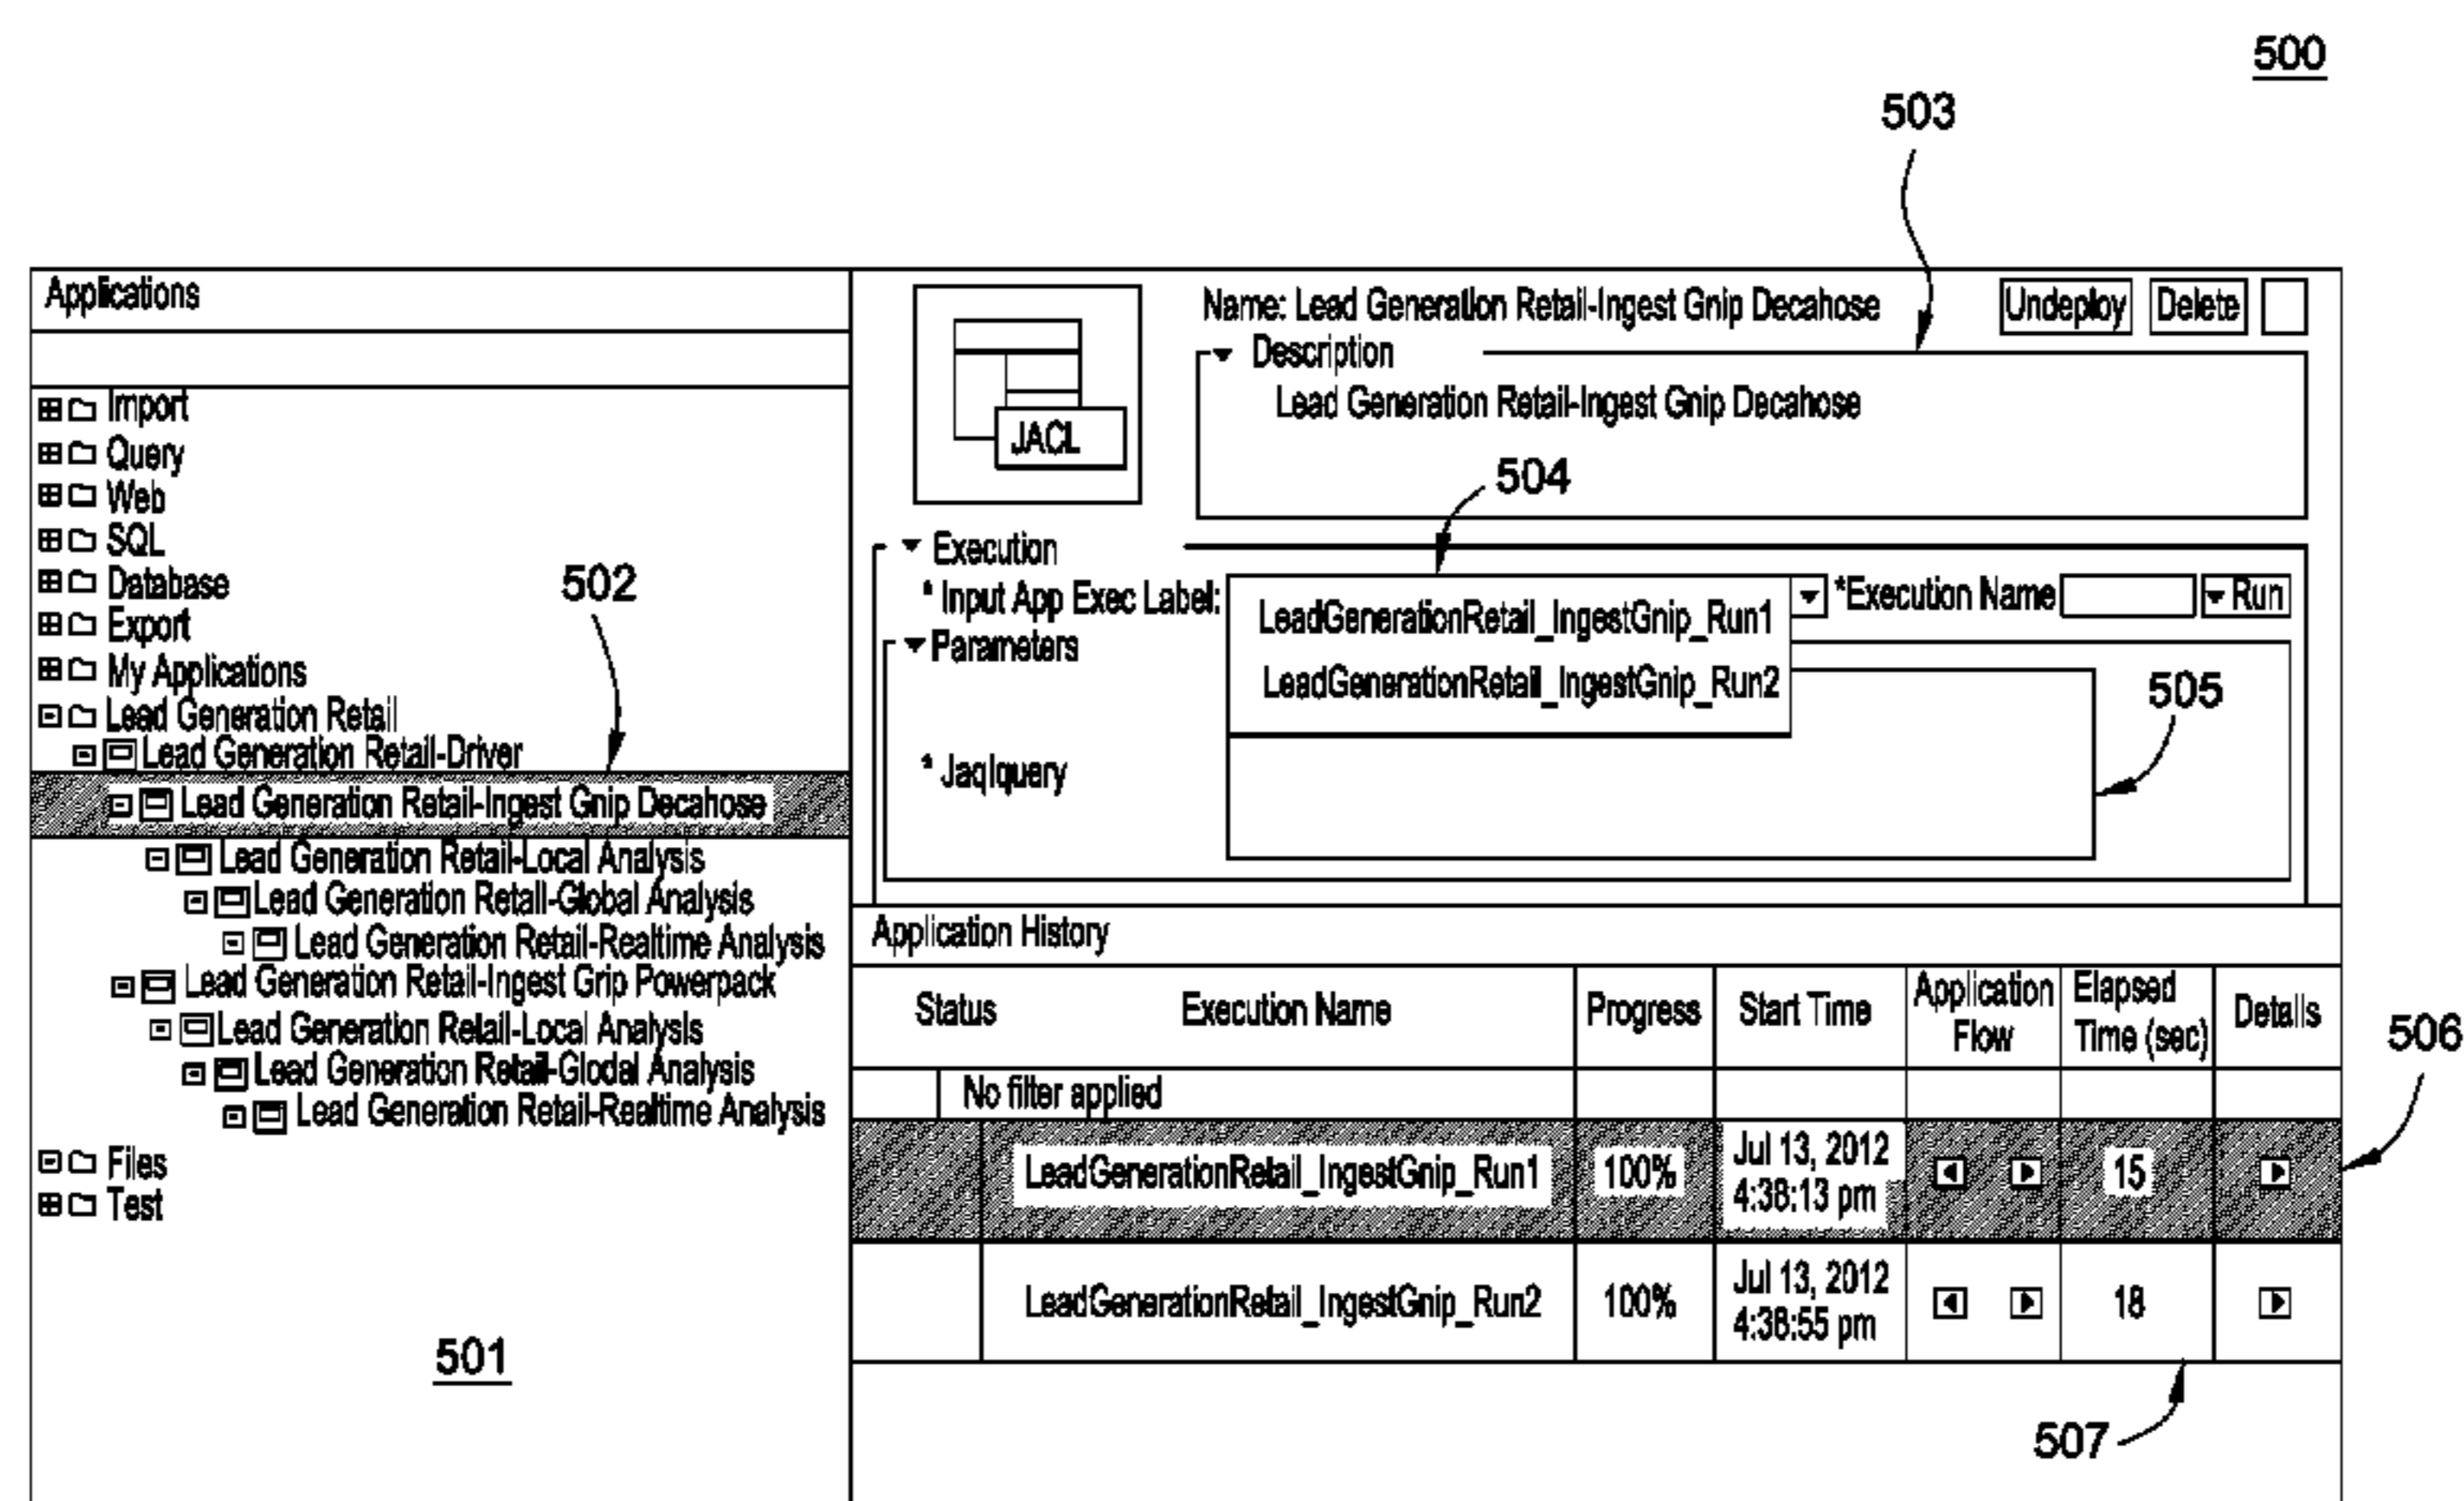 500
503
Applications
Import
Query
Web
SQL
Database
Export
My Applications
Lead Generation Retail
Lead Generation Retail-Driver
502
Lead Generation Retail-Ingest Gnip Decahose
Lead Generation Retail-Local Analysis
Lead Generation Retail-Global Analysis
Lead Generation Retail-Realtime Analysis
Lead Generation Retail-Ingest Grip Powerpack
Lead Generation Retail-Local Analysis
Lead Generation Retail-Glodal Analysis
Lead Generation Retail-Realtime Analysis
Files
Test
501
JACL
Name: Lead Generation Retail-Ingest Gnip Decahose
Undeploy
Delete
Description
Lead Generation Retail-Ingest Gnip Decahose
504
Execution
* Input App Exec Label:
LeadGenerationRetail_IngestGnip_Run1
LeadGenerationRetail_IngestGnip_Run2
*Execution Name
Run
Parameters
505
* Jaqlquery
Application History
Status
Execution Name
Progress
Start Time
Application Flow
Elapsed Time (sec)
Details
506
No filter applied
LeadGenerationRetail_IngestGnip_Run1
100%
Jul 13, 2012
4:38:13 pm
15
LeadGenerationRetail_IngestGnip_Run2
100%
Jul 13, 2012
4:38:55 pm
18
507